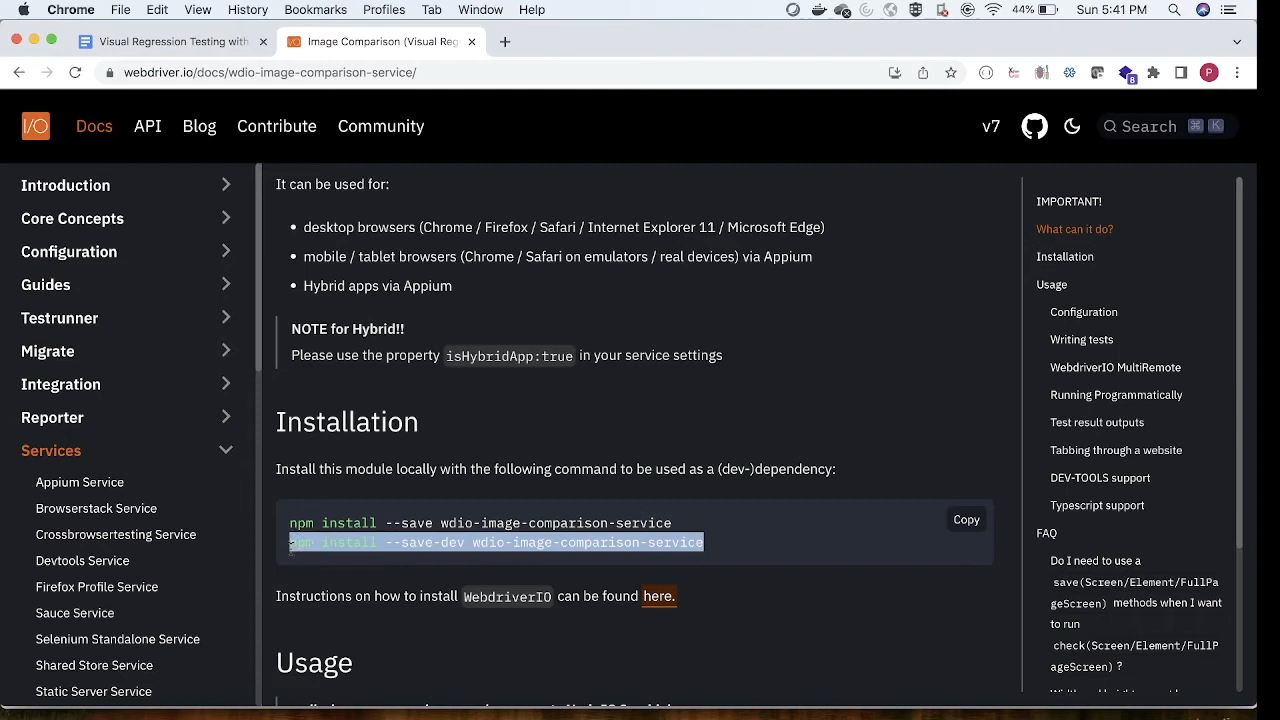 Chrome File Edit View History Bookmarks Profiles Tab Window Help 44% Sun 5:41 PM
Visual Regression Testing with
Image Comparison (Visual Reg
webdriver.io/docs/wdio-image-comparison-service/
P
I/O Docs API Blog Contribute Community v7 Search ⌘ K
Introduction
Core Concepts
Configuration
Guides
Testrunner
Migrate
Integration
Reporter
Services
Appium Service
Browserstack Service
Crossbrowsertesting Service
Devtools Service
Firefox Profile Service
Sauce Service
Selenium Standalone Service
Shared Store Service
Static Server Service
It can be used for:
desktop browsers (Chrome / Firefox / Safari / Internet Explorer 11 / Microsoft Edge)
mobile / tablet browsers (Chrome / Safari on emulators / real devices) via Appium
Hybrid apps via Appium
NOTE for Hybrid!!
Please use the property isHybridApp:true in your service settings
Installation
Install this module locally with the following command to be used as a (dev-)dependency:
npm install --save wdio-image-comparison-service
npm install --save-dev wdio-image-comparison-service
Copy
Instructions on how to install WebdriverIO can be found here.
Usage
IMPORTANT!
What can it do?
Installation
Usage
Configuration
Writing tests
WebdriverIO MultiRemote
Running Programmatically
Test result outputs
Tabbing through a website
DEV-TOOLS support
Typescript support
FAQ
Do I need to use a
save(Screen/Element/FullPa
geScreen) methods when I want
to run
check(Screen/Element/FullP
ageScreen) ?